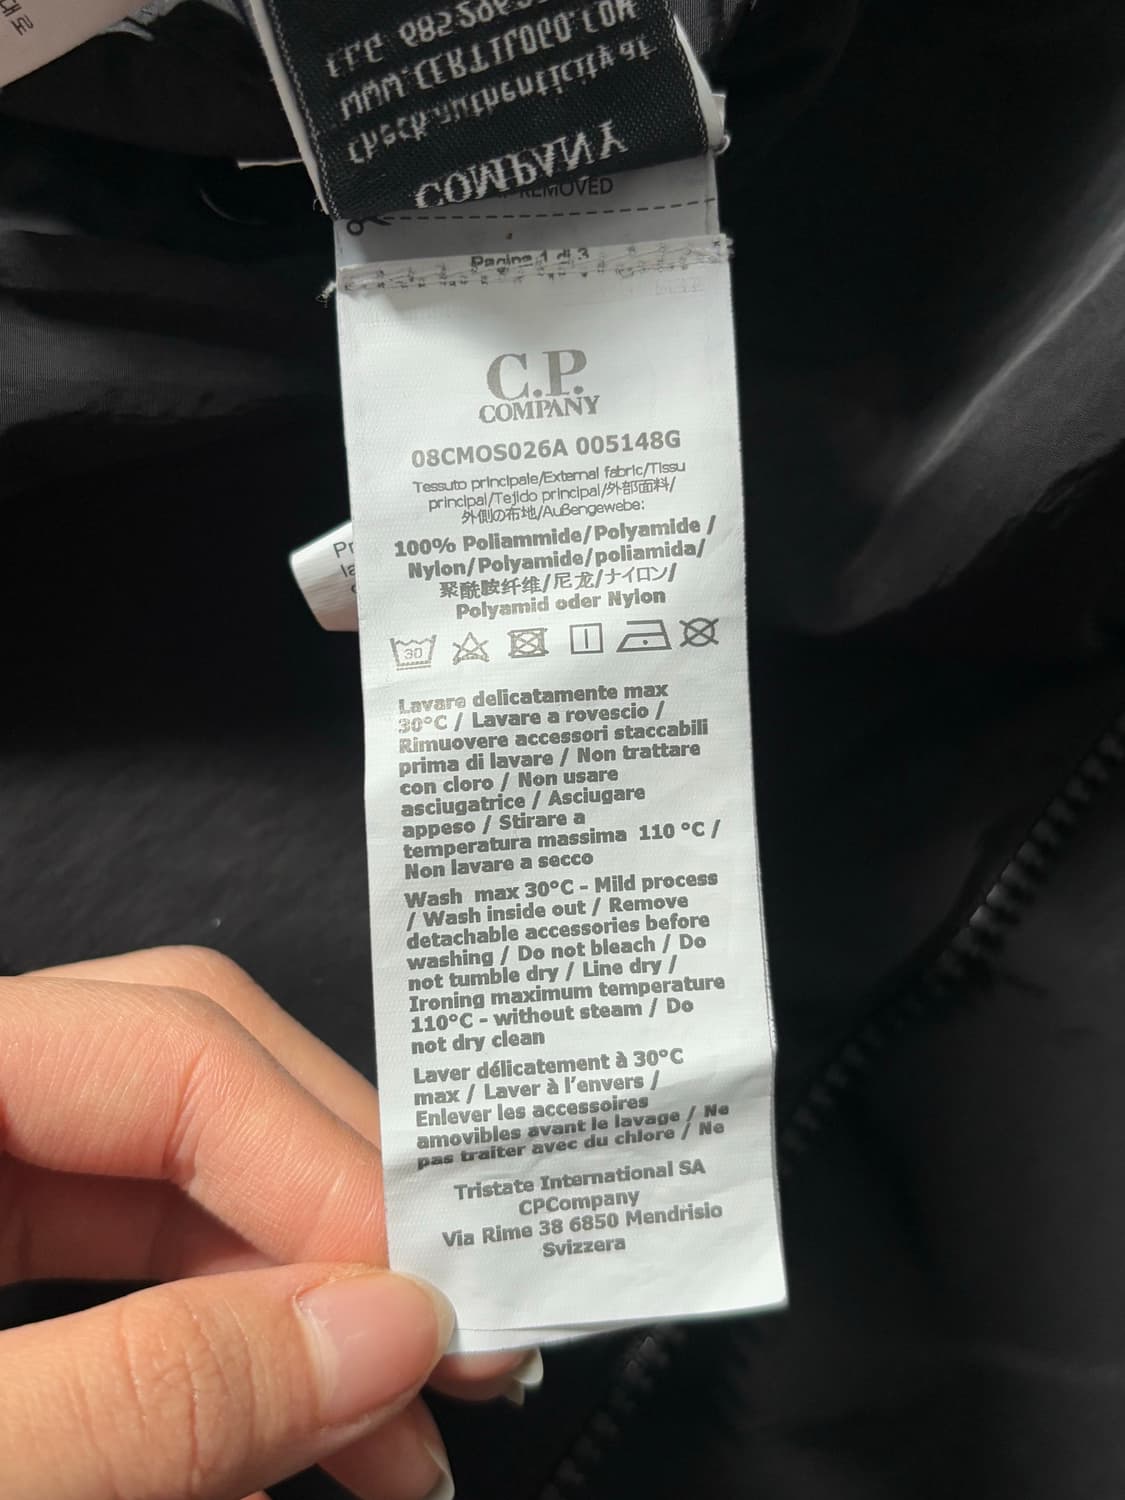 COMPANY
Check authenticity at
WWW.CERTILOGO.COM
REMOVED
Pagina 1 di 3
C.P.
COMPANY
08CMOS026A 005148G
Tessuto principale/External fabric/Tissu
principal/Tejido principal/外部面料/
外側の布地/Außengewebe:
100% Poliammide/Polyamide /
Nylon/Polyamide/poliamida/
聚酰胺纤维/尼龙/ナイロン/
Polyamid oder Nylon
30
Lavare delicatamente max
30°C / Lavare a rovescio /
Rimuovere accessori staccabili
prima di lavare / Non trattare
con cloro / Non usare
asciugatrice / Asciugare
appeso / Stirare a
temperatura massima 110 °C /
Non lavare a secco
Wash max 30°C - Mild process
/ Wash inside out / Remove
detachable accessories before
washing / Do not bleach / Do
not tumble dry / Line dry /
Ironing maximum temperature
110°C - without steam / Do
not dry clean
Laver délicatement à 30°C
max / Laver à l'envers /
Enlever les accessoires
amovibles avant le lavage / Ne
pas traiter avec du chlore / Ne
Tristate International SA
CPCompany
Via Rime 38 6850 Mendrisio
Svizzera